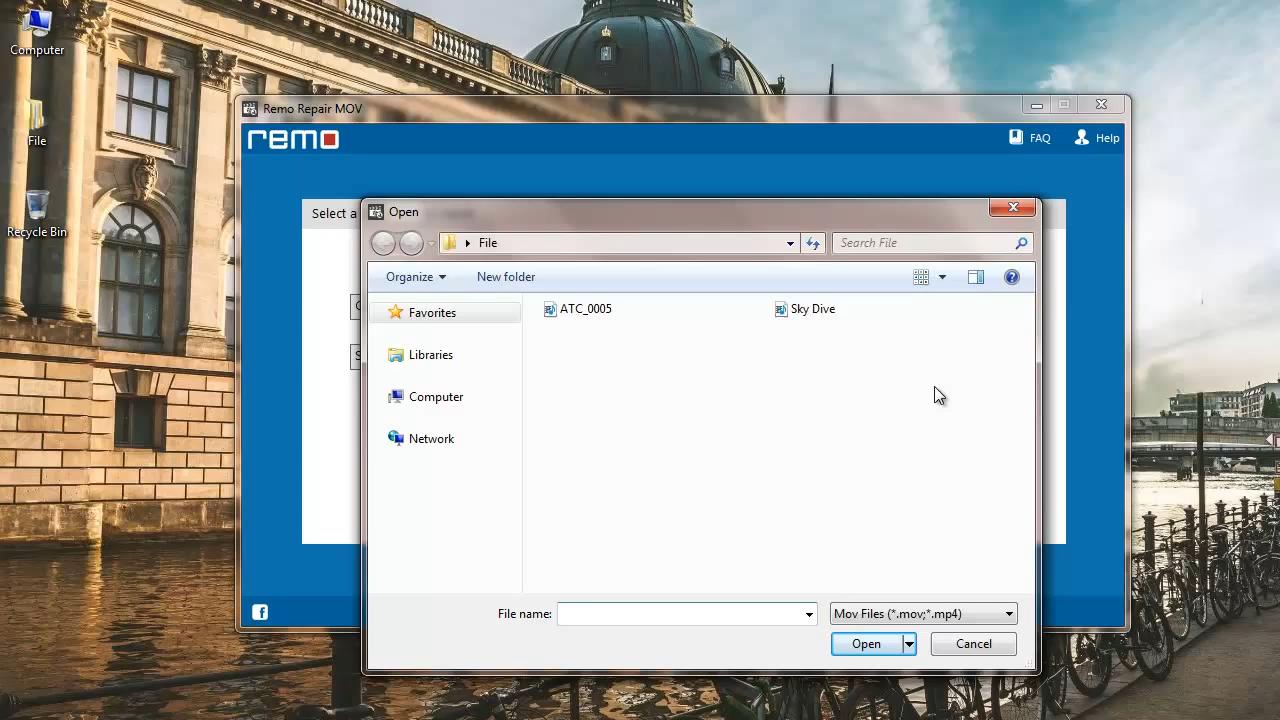 Computer
File
Recycle Bin
Remo Repair MOV
remo
FAQ
Help
Select a
Open
File
Search File
Organize
New folder
Favorites
Libraries
Computer
Network
ATC_0005
Sky Dive
File name:
Mov Files (*.mov;*.mp4)
Open
Cancel